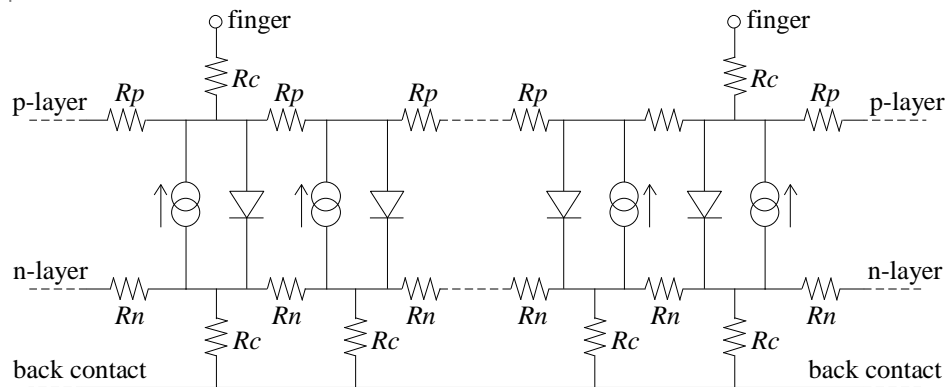 finger finger
Rc Rc
p-layer Rp Rp Rp Rp Rp p-layer
n-layer n-layer
Rn Rn Rn Rn Rn Rn
Rc Rc Rc Rc
back contact back contact